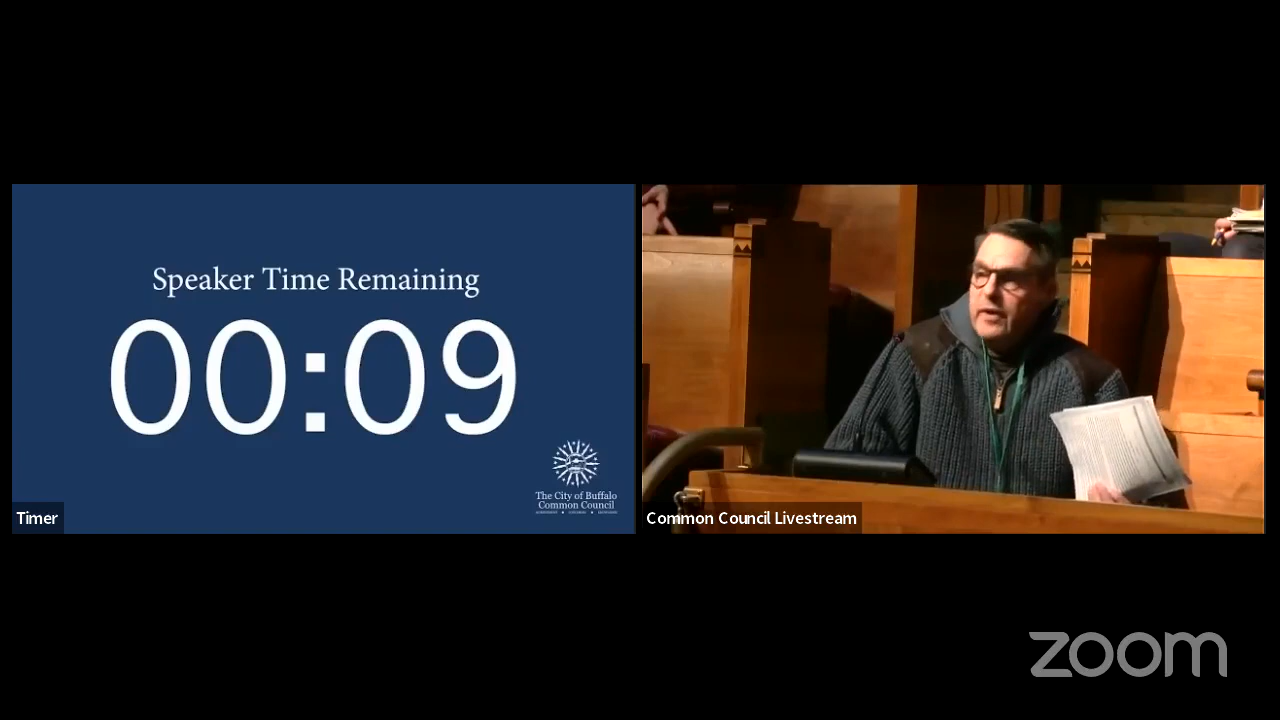 Speaker Time Remaining
00:09
The City of Buffalo
Common Council
Timer
Common Council Livestream
zoom